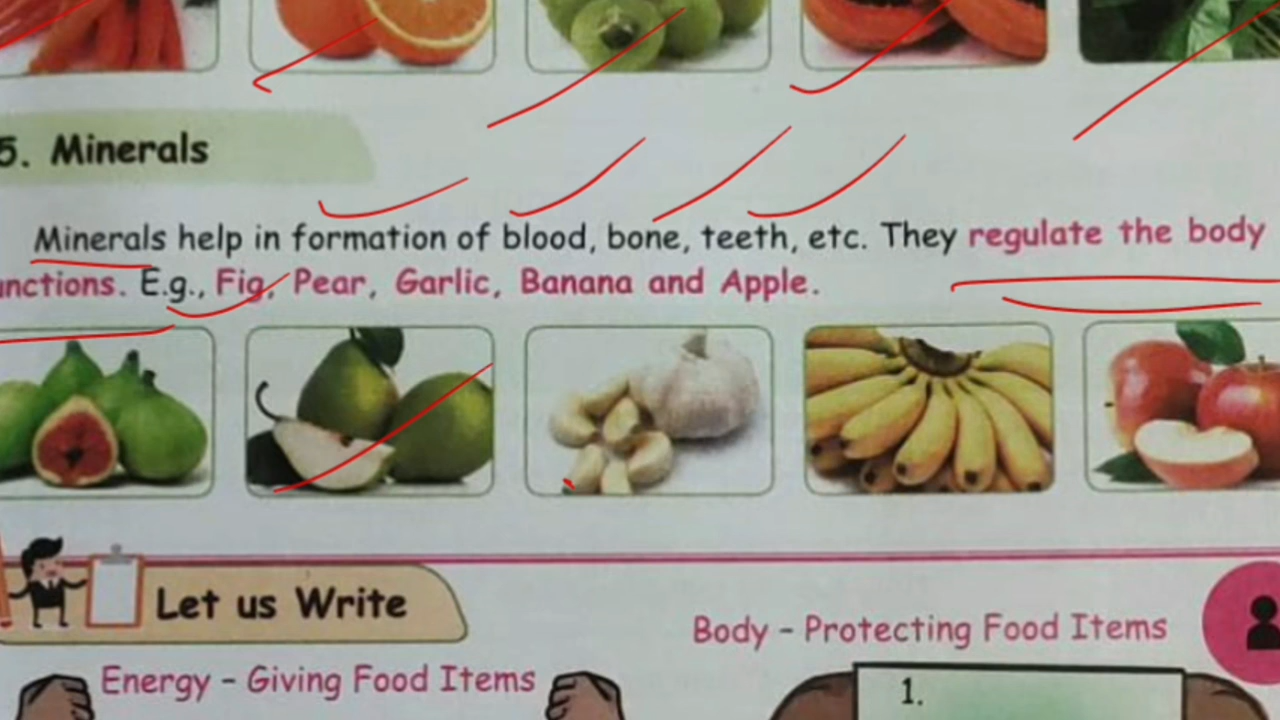 5. Minerals
Minerals help in formation of blood, bone, teeth, etc. They regulate the body
unctions. E.g., Fig, Pear, Garlic, Banana and Apple.
Let us Write
Body - Protecting Food Items
Energy - Giving Food Items
1.